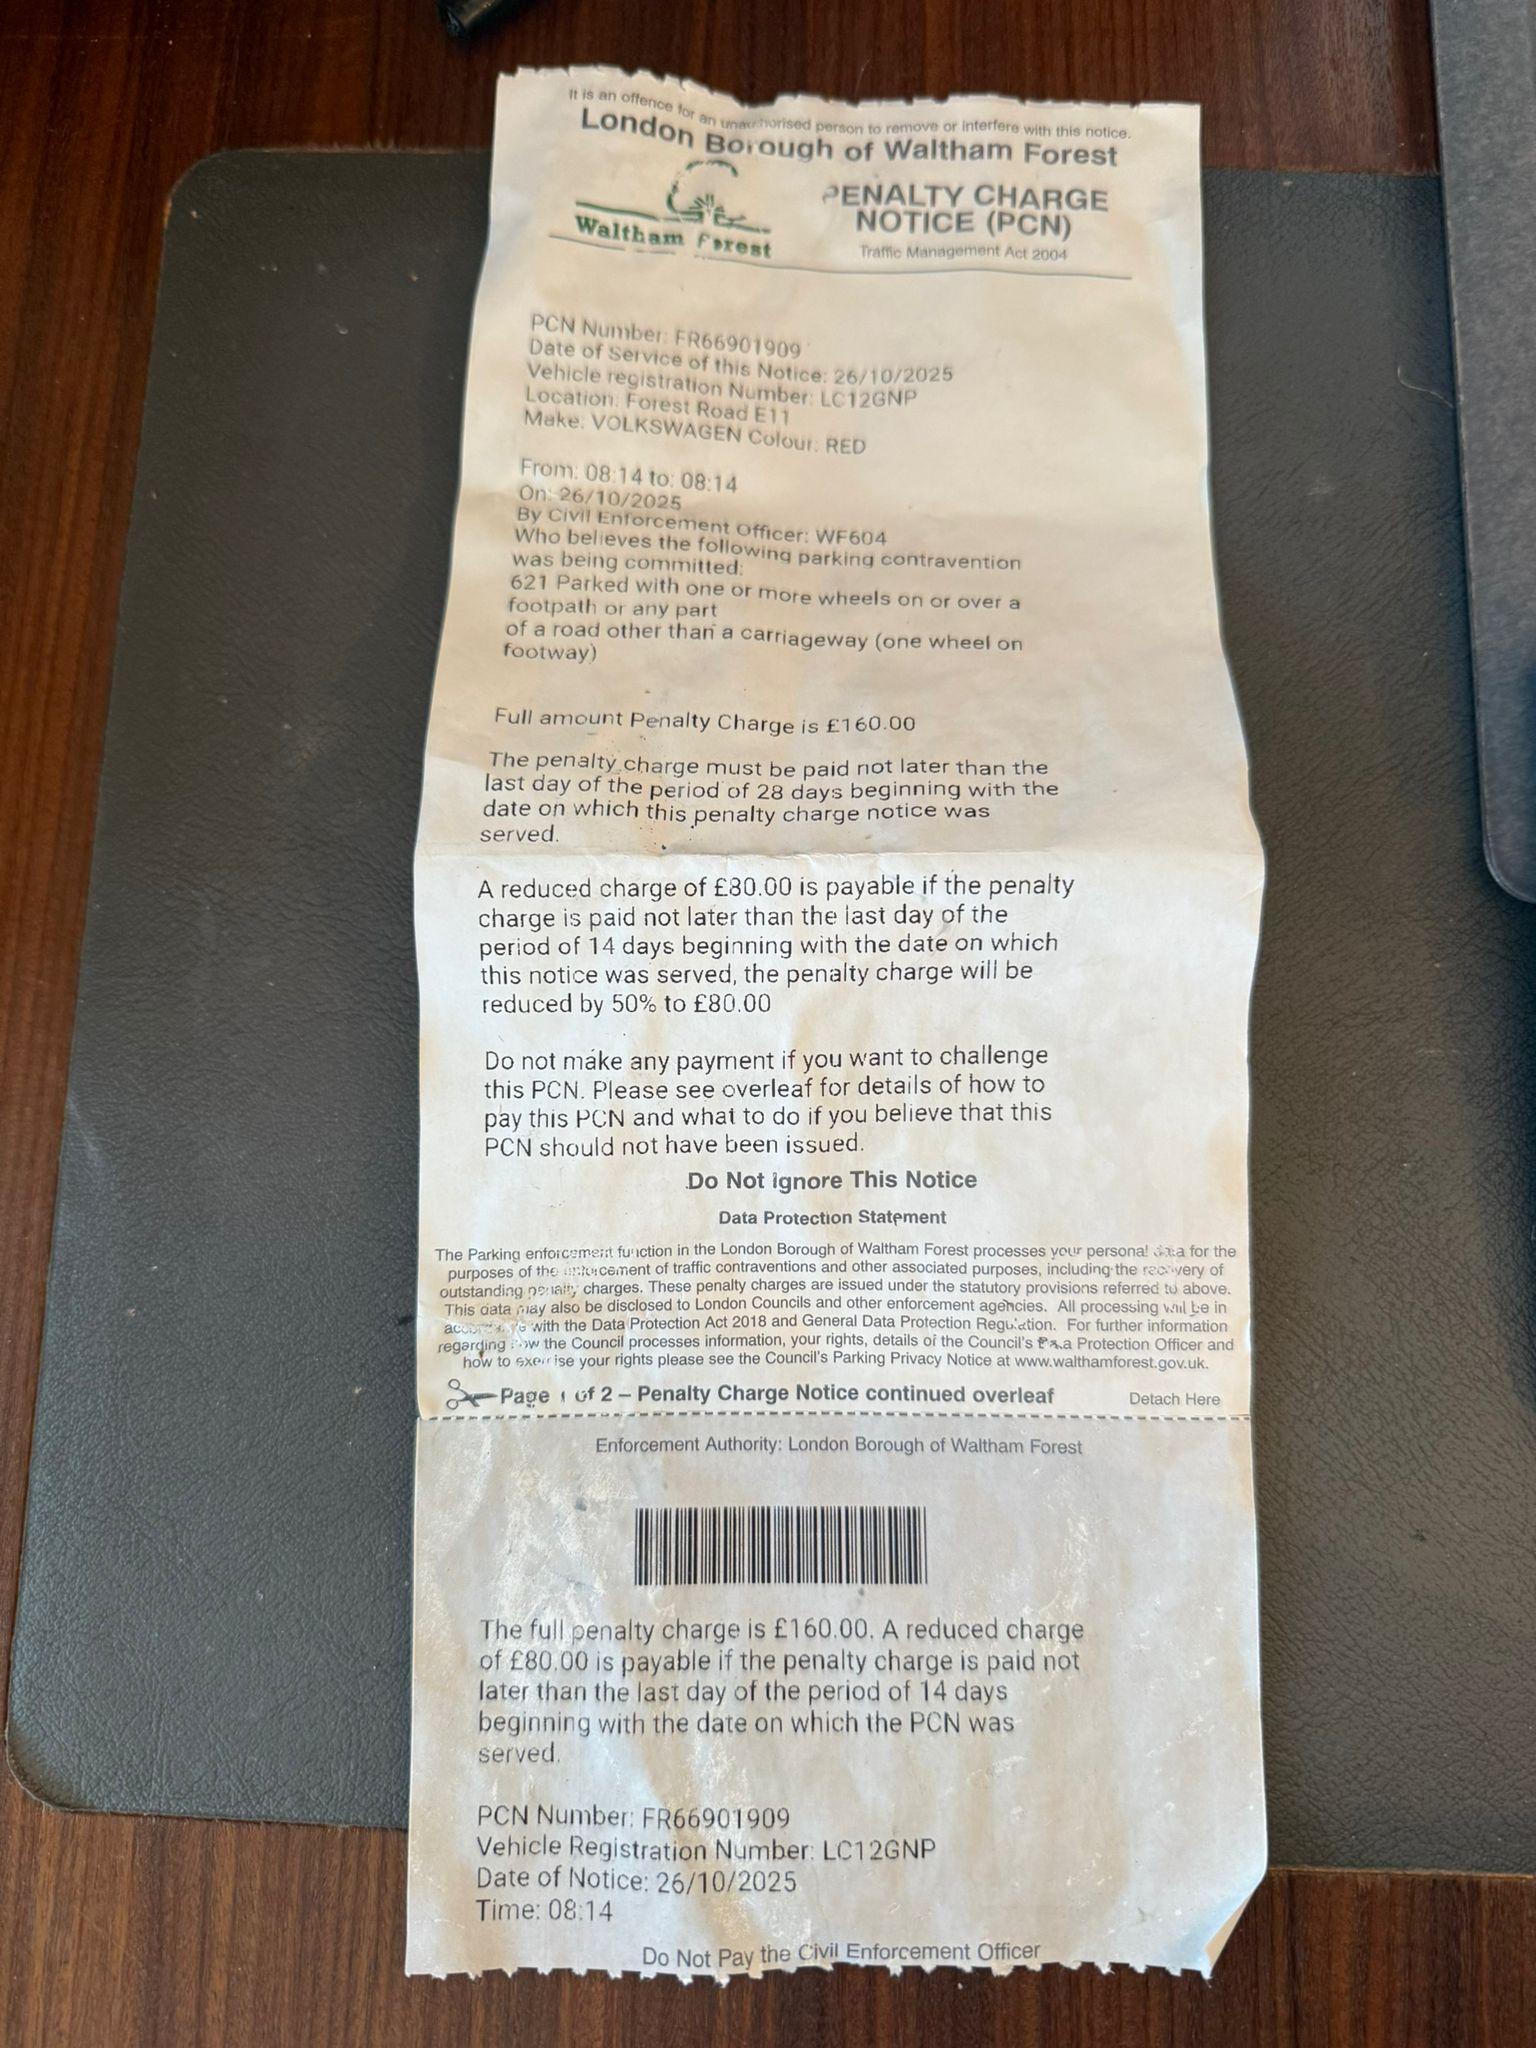 It is an offence for an unauthorised person to remove or interfere with this notice.
London Borough of Waltham Forest
Waltham Forest
PENALTY CHARGE
NOTICE (PCN)
Traffic Management Act 2004
PCN Number: FR66901909
Date of Service of this Notice: 26/10/2025
Vehicle registration Number: LC12GNP
Location: Forest Road E11
Make: VOLKSWAGEN Colour: RED
From: 08:14 to: 08:14
On: 26/10/2025
By Civil Enforcement Officer: WF604
Who believes the following parking contravention
was being committed:
621 Parked with one or more wheels on or over a
footpath or any part
of a road other than a carriageway (one wheel on
footway)
Full amount Penalty Charge is £160.00
The penalty charge must be paid not later than the
last day of the period of 28 days beginning with the
date on which this penalty charge notice was
served.
A reduced charge of £80.00 is payable if the penalty
charge is paid not later than the last day of the
period of 14 days beginning with the date on which
this notice was served, the penalty charge will be
reduced by 50% to £80.00
Do not make any payment if you want to challenge
this PCN. Please see overleaf for details of how to
pay this PCN and what to do if you believe that this
PCN should not have been issued.
Do Not Ignore This Notice
Data Protection Statement
The Parking enforcement function in the London Borough of Waltham Forest processes your personal data for the
purposes of the enforcement of traffic contraventions and other associated purposes, including the recovery of
outstanding penalty charges. These penalty charges are issued under the statutory provisions referred to above.
This data may also be disclosed to London Councils and other enforcement agencies. All processing will be in
accordance with the Data Protection Act 2018 and General Data Protection Regulation. For further information
regarding how the Council processes information, your rights, details of the Council's Data Protection Officer and
how to exercise your rights please see the Council's Parking Privacy Notice at www.walthamforest.gov.uk.
Page 1 of 2 – Penalty Charge Notice continued overleaf Detach Here
Enforcement Authority: London Borough of Waltham Forest
The full penalty charge is £160.00. A reduced charge
of £80.00 is payable if the penalty charge is paid not
later than the last day of the period of 14 days
beginning with the date on which the PCN was
served.
PCN Number: FR66901909
Vehicle Registration Number: LC12GNP
Date of Notice: 26/10/2025
Time: 08:14
Do Not Pay the Civil Enforcement Officer